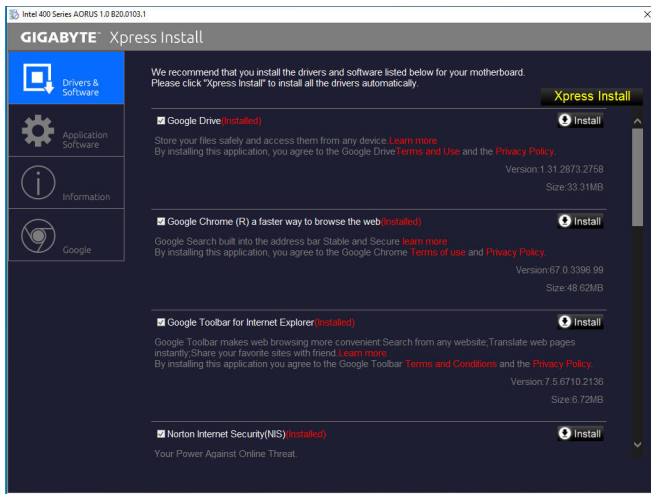 Intel 400 Series AORUS 1.0 B20.0103.1
GIGABYTE™ Xpress Install
Drivers &
Software
Application
Software
Information
Google
We recommend that you install the drivers and software listed below for your motherboard.
Please click "Xpress Install" to install all the drivers automatically.
Xpress Install
Google Drive(Installed)
Install
Store your files safely and access them from any device.Learn more
By installing this application, you agree to the Google DriveTerms and Use and the Privacy Policy.
Version:1.31.2873.2758
Size:33.31MB
Google Chrome (R) a faster way to browse the web(Installed)
Install
Google Search built into the address bar Stable and Secure learn more
By installing this application, you agree to the Google Chrome Terms of use and Privacy Policy.
Version:67.0.3396.99
Size:48.62MB
Google Toolbar for Internet Explorer(Installed)
Install
Google Toolbar makes web browsing more convenient:Search from any website;Translate web pages
instantly;Share your favorite sites with friend.Learn more
By installing this application you agree to the Google Toolbar Terms and Conditions and the Privacy Policy.
Version:7.5.6710.2136
Size:6.72MB
Norton Internet Security(NIS)(Installed)
Install
Your Power Against Online Threat.